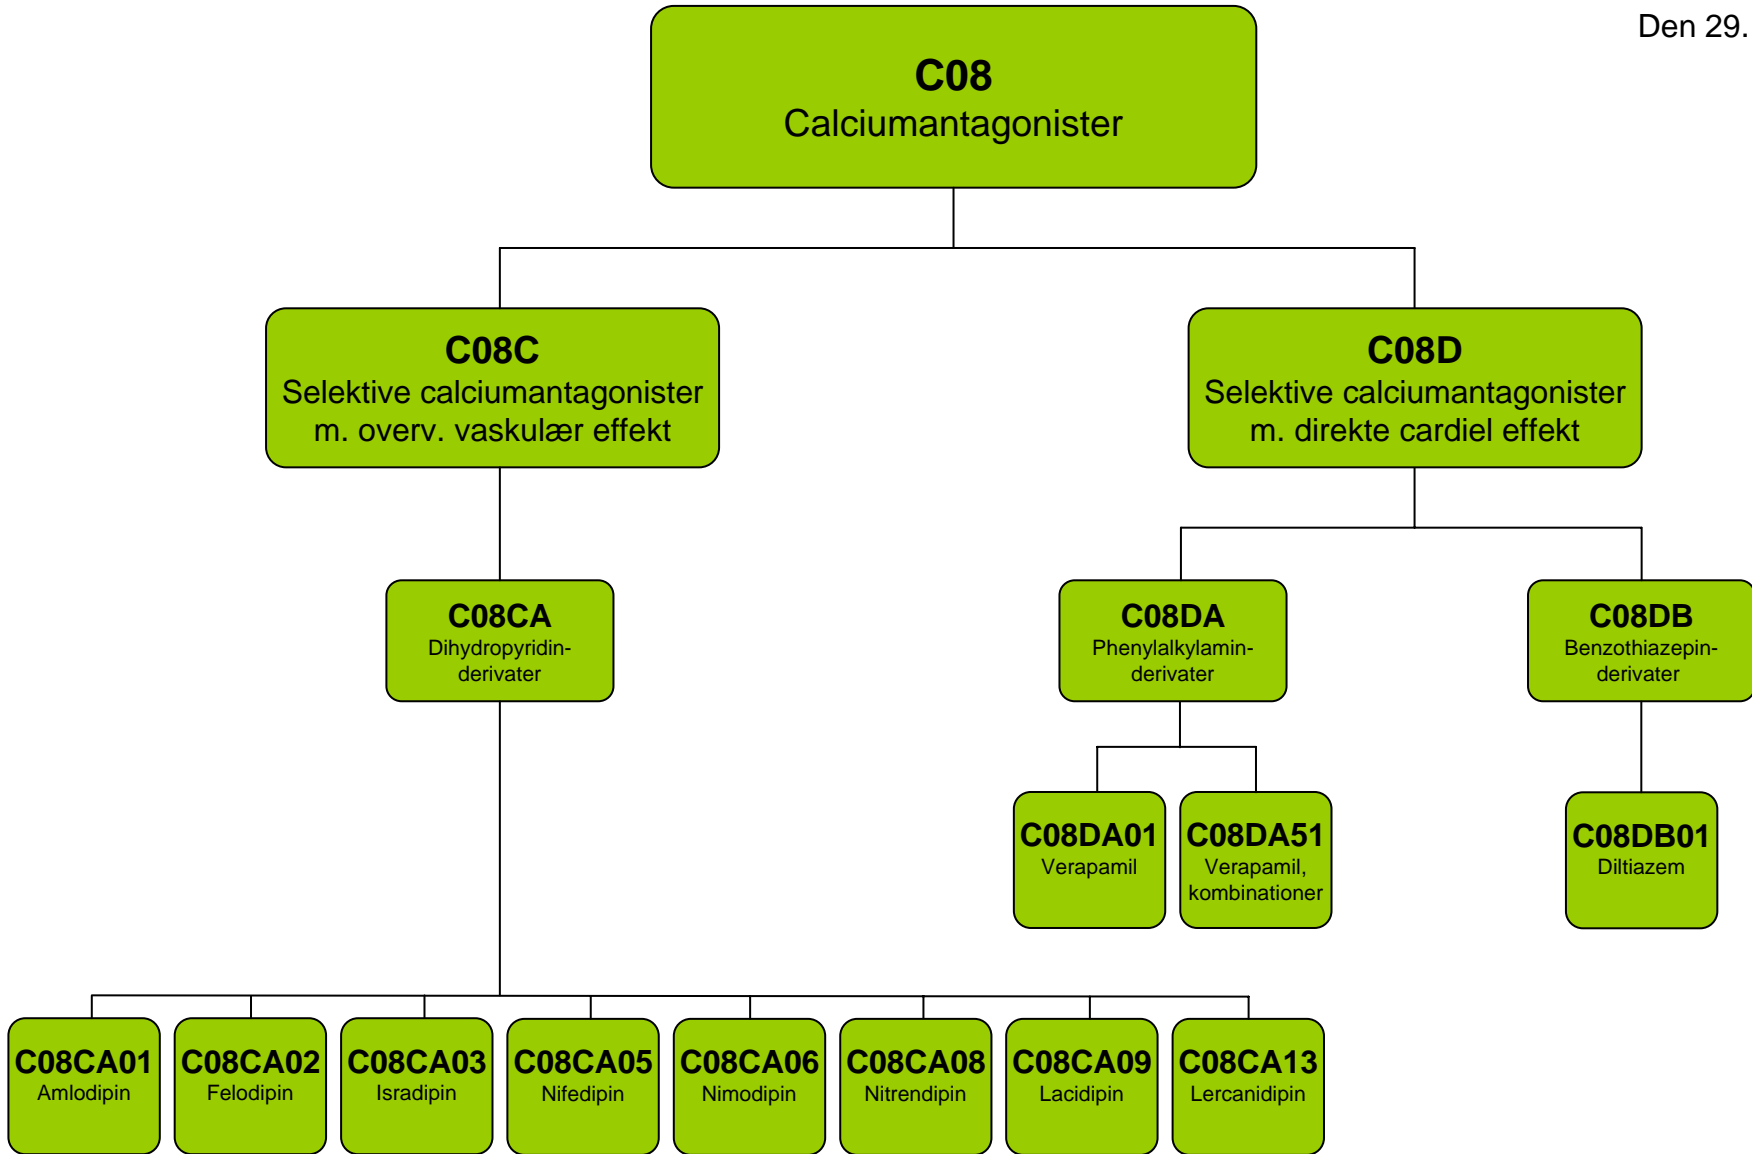 Den 29.
C08
Calciumantagonister
C08C
Selektive calciumantagonister
m. overv. vaskulær effekt
C08D
Selektive calciumantagonister
m. direkte cardiel effekt
C08CA
Dihydropyridin-
derivater
C08DA
Phenylalkylamin-
derivater
C08DB
Benzothiazepin-
derivater
C08DA01
Verapamil
C08DA51
Verapamil,
kombinationer
C08DB01
Diltiazem
C08CA01
Amlodipin
C08CA02
Felodipin
C08CA03
Isradipin
C08CA05
Nifedipin
C08CA06
Nimodipin
C08CA08
Nitrendipin
C08CA09
Lacidipin
C08CA13
Lercanidipin